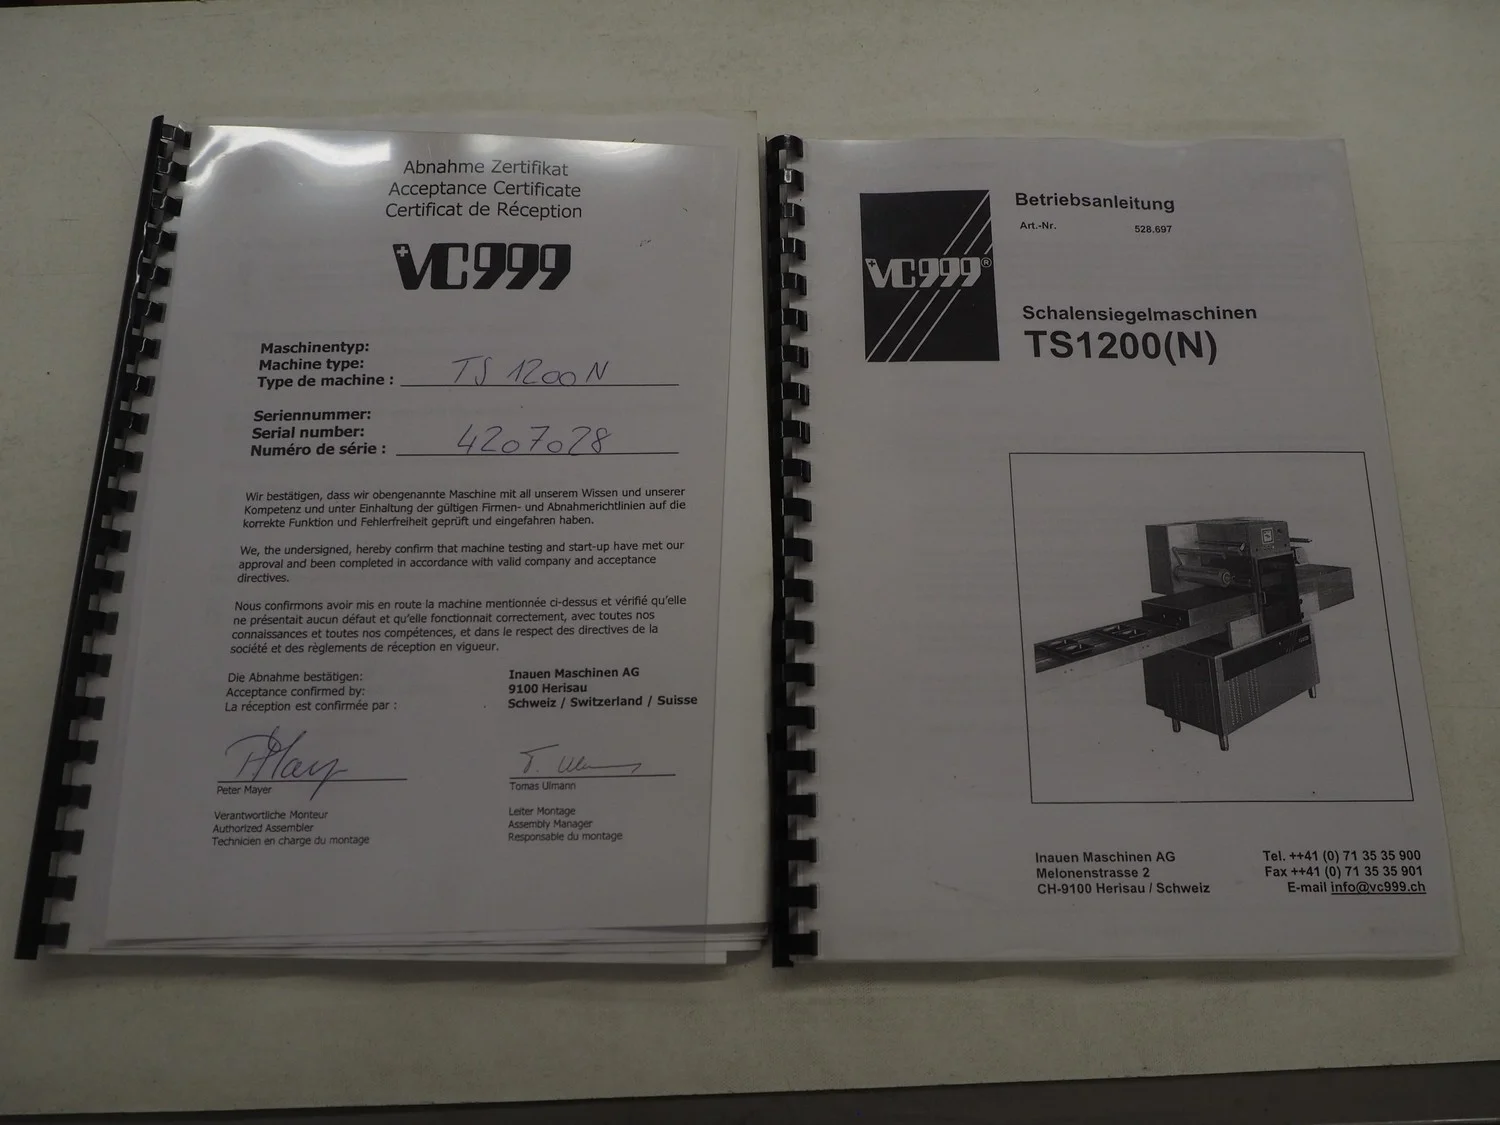 Abnahme Zertifikat
Acceptance Certificate
Certificat de Réception
VC999
Maschinentyp:
Machine type:
Type de machine : TS 1200 N
Seriennummer:
Serial number:
Numéro de série : 4207028
Wir bestätigen, dass wir obengenannte Maschine mit all unserem Wissen und unserer
Kompetenz und unter Einhaltung der gültigen Firmen- und Abnahmerichtlinien auf die
korrekte Funktion und Fehlerfreiheit geprüft und eingefahren haben.
We, the undersigned, hereby confirm that machine testing and start-up have met our
approval and been completed in accordance with valid company and acceptance
directives.
Nous confirmons avoir mis en route la machine mentionnée ci-dessus et vérifié qu'elle
ne présentait aucun défaut et qu'elle fonctionnait correctement, avec toutes nos
connaissances et toutes nos compétences, et dans le respect des directives de la
société et des règlements de réception en vigueur.
Die Abnahme bestätigen:
Acceptance confirmed by:
La réception est confirmée par :
Inauen Maschinen AG
9100 Herisau
Schweiz / Switzerland / Suisse
PMay
T. Ulmann
Peter Mayer
Tomas Ulmann
Verantwortliche Monteur
Authorized Assembler
Technicien en charge du montage
Leiter Montage
Assembly Manager
Responsable du montage
VC999®
Betriebsanleitung
Art.-Nr. 528.697
Schalensiegelmaschinen
TS1200(N)
Inauen Maschinen AG
Melonenstrasse 2
CH-9100 Herisau / Schweiz
Tel. ++41 (0) 71 35 35 900
Fax ++41 (0) 71 35 35 901
E-mail info@vc999.ch